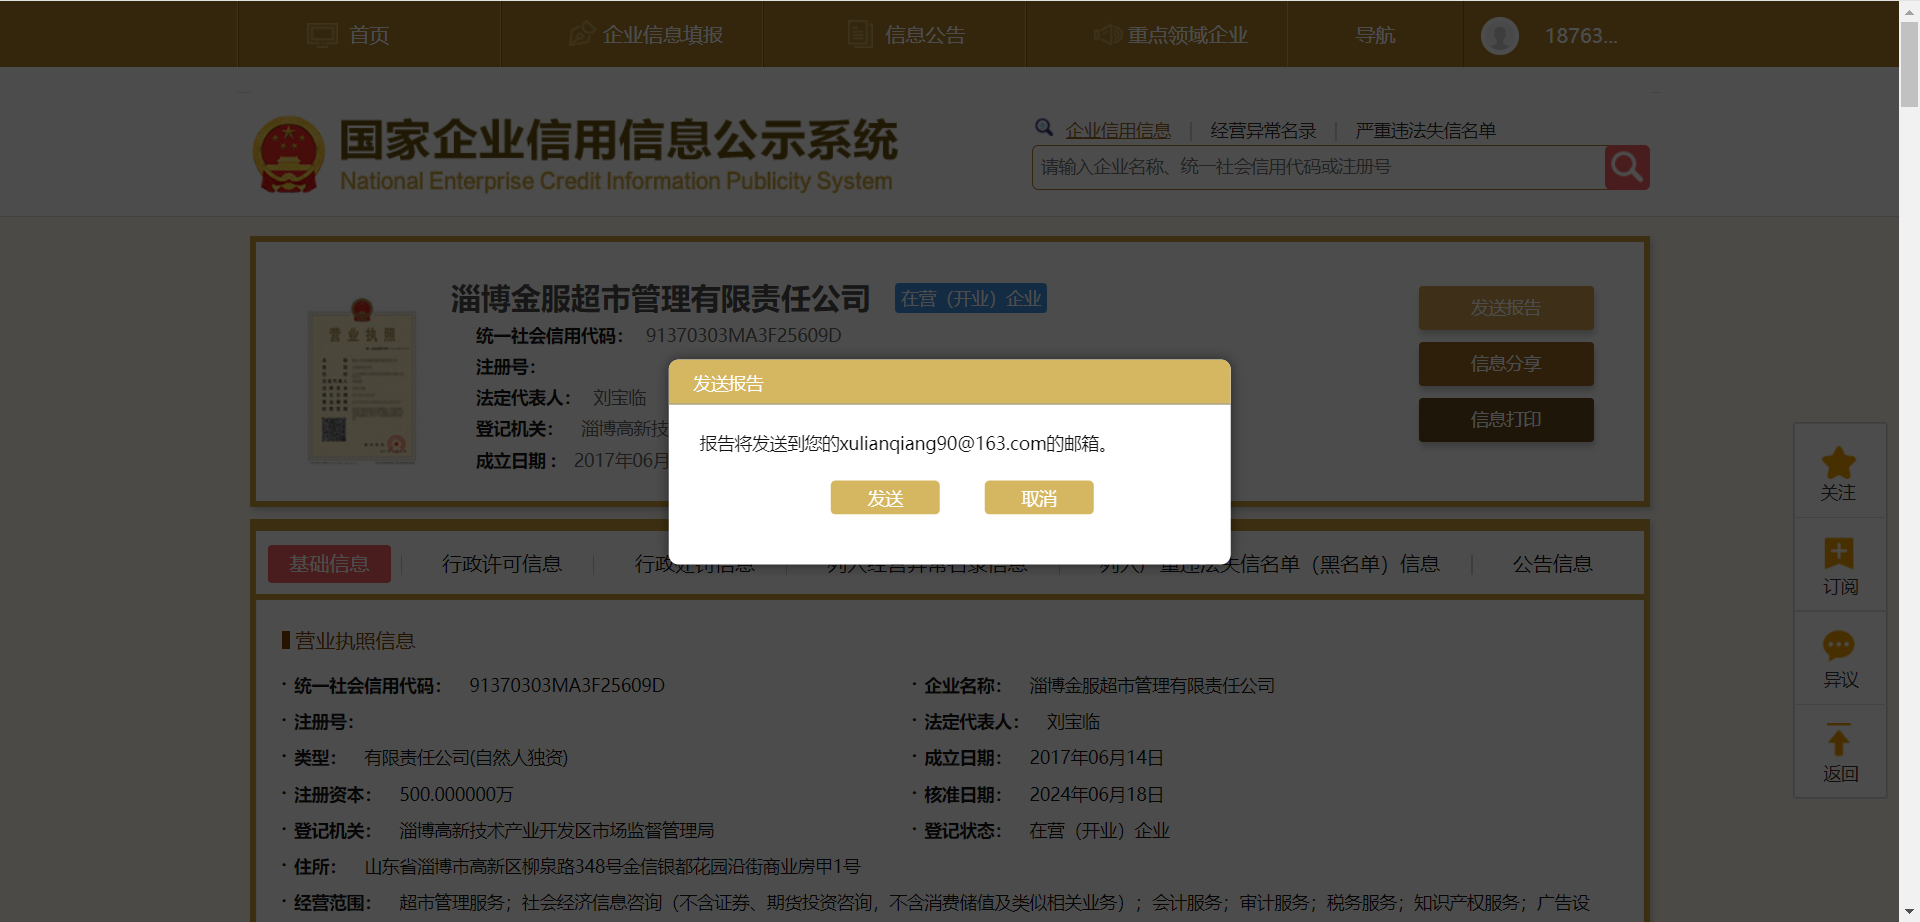 首页 企业信息填报 信息公告 重点领域企业 导航 18763...
国家企业信用信息公示系统
National Enterprise Credit Information Publicity System
企业信用信息 | 经营异常名录 | 严重违法失信名单
请输入企业名称、统一社会信用代码或注册号
营业执照
淄博金服超市管理有限责任公司 在营（开业）企业
统一社会信用代码： 91370303MA3F25609D
注册号：
法定代表人： 刘宝临
登记机关： 淄博高新技
成立日期： 2017年06月
发送报告
信息分享
信息打印
发送报告
报告将发送到您的xulianqiang90@163.com的邮箱。
发送 取消
关注
订阅
异议
返回
基础信息 行政许可信息 行政处罚信息 列入经营异常名录信息 列入严重违法失信名单（黑名单）信息 公告信息
营业执照信息
· 统一社会信用代码： 91370303MA3F25609D
· 企业名称： 淄博金服超市管理有限责任公司
· 注册号：
· 法定代表人： 刘宝临
· 类型： 有限责任公司(自然人独资)
· 成立日期： 2017年06月14日
· 注册资本： 500.000000万
· 核准日期： 2024年06月18日
· 登记机关： 淄博高新技术产业开发区市场监督管理局
· 登记状态： 在营（开业）企业
· 住所： 山东省淄博市高新区柳泉路348号金信银都花园沿街商业房甲1号
· 经营范围： 超市管理服务；社会经济信息咨询（不含证券、期货投资咨询，不含消费储值及类似相关业务）；会计服务；审计服务；税务服务；知识产权服务；广告设